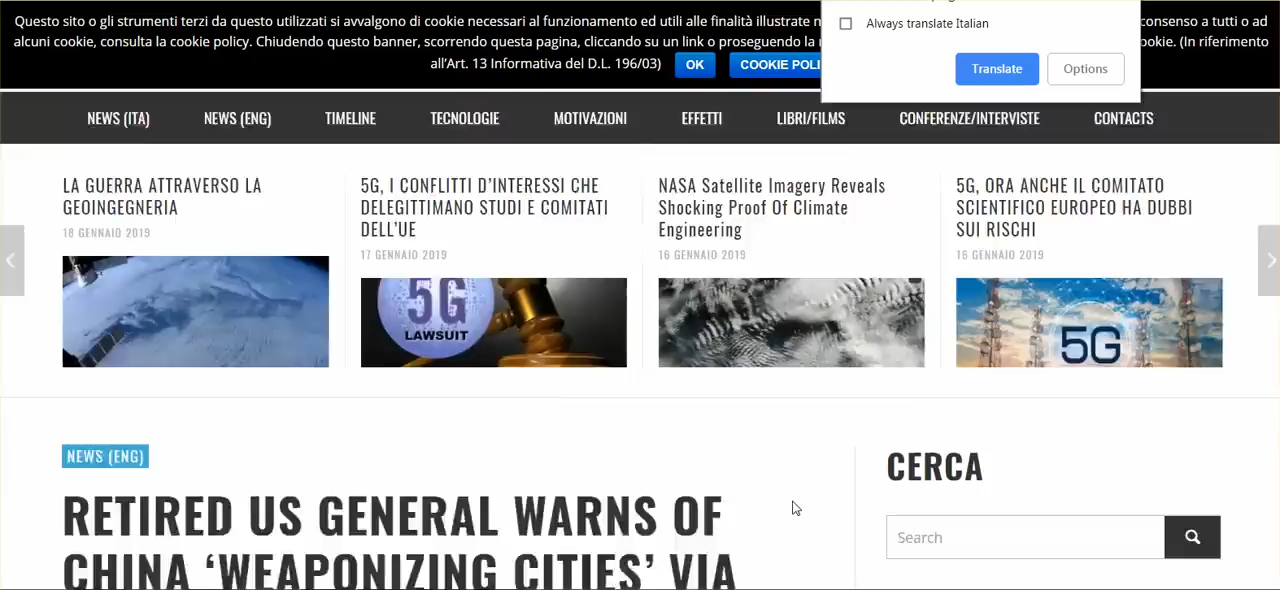 Questo sito o gli strumenti terzi da questo utilizzati si avvalgono di cookie necessari al funzionamento ed utili alle finalità illustrate consenso a tutti o ad
alcuni cookie, consulta la cookie policy. Chiudendo questo banner, scorrendo questa pagina, cliccando su un link o proseguendo la (In riferimento
all'Art. 13 Informativa del D.L. 196/03) OK COOKIE
Always translate Italian
Translate Options
NEWS (ITA) NEWS (ENG) TIMELINE TECNOLOGIE MOTIVAZIONI EFFETTI LIBRI/FILMS CONFERENZE/INTERVISTE CONTACTS
LA GUERRA ATTRAVERSO LA
GEOINGEGNERIA
18 GENNAIO 2019
5G, I CONFLITTI D'INTERESSI CHE
DELEGITTIMANO STUDI E COMITATI
DELL'UE
17 GENNAIO 2019
5G
LAWSUIT
NASA Satellite Imagery Reveals
Shocking Proof Of Climate
Engineering
16 GENNAIO 2019
5G, ORA ANCHE IL COMITATO
SCIENTIFICO EUROPEO HA DUBBI
SUI RISCHI
16 GENNAIO 2019
5G
NEWS (ENG)
RETIRED US GENERAL WARNS OF
CHINA ‘WEAPONIZING CITIES’ VIA
CERCA
Search